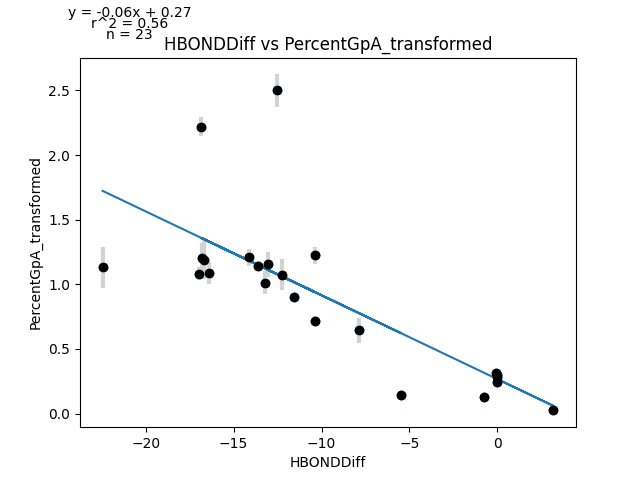 y = -0.06x + 0.27
r^2 = 0.56
n = 23
HBONDDiff vs PercentGpA_transformed
PercentGpA_transformed
2.5
2.0
1.5
1.0
0.5
0.0
−20 −15 −10 −5 0
HBONDDiff